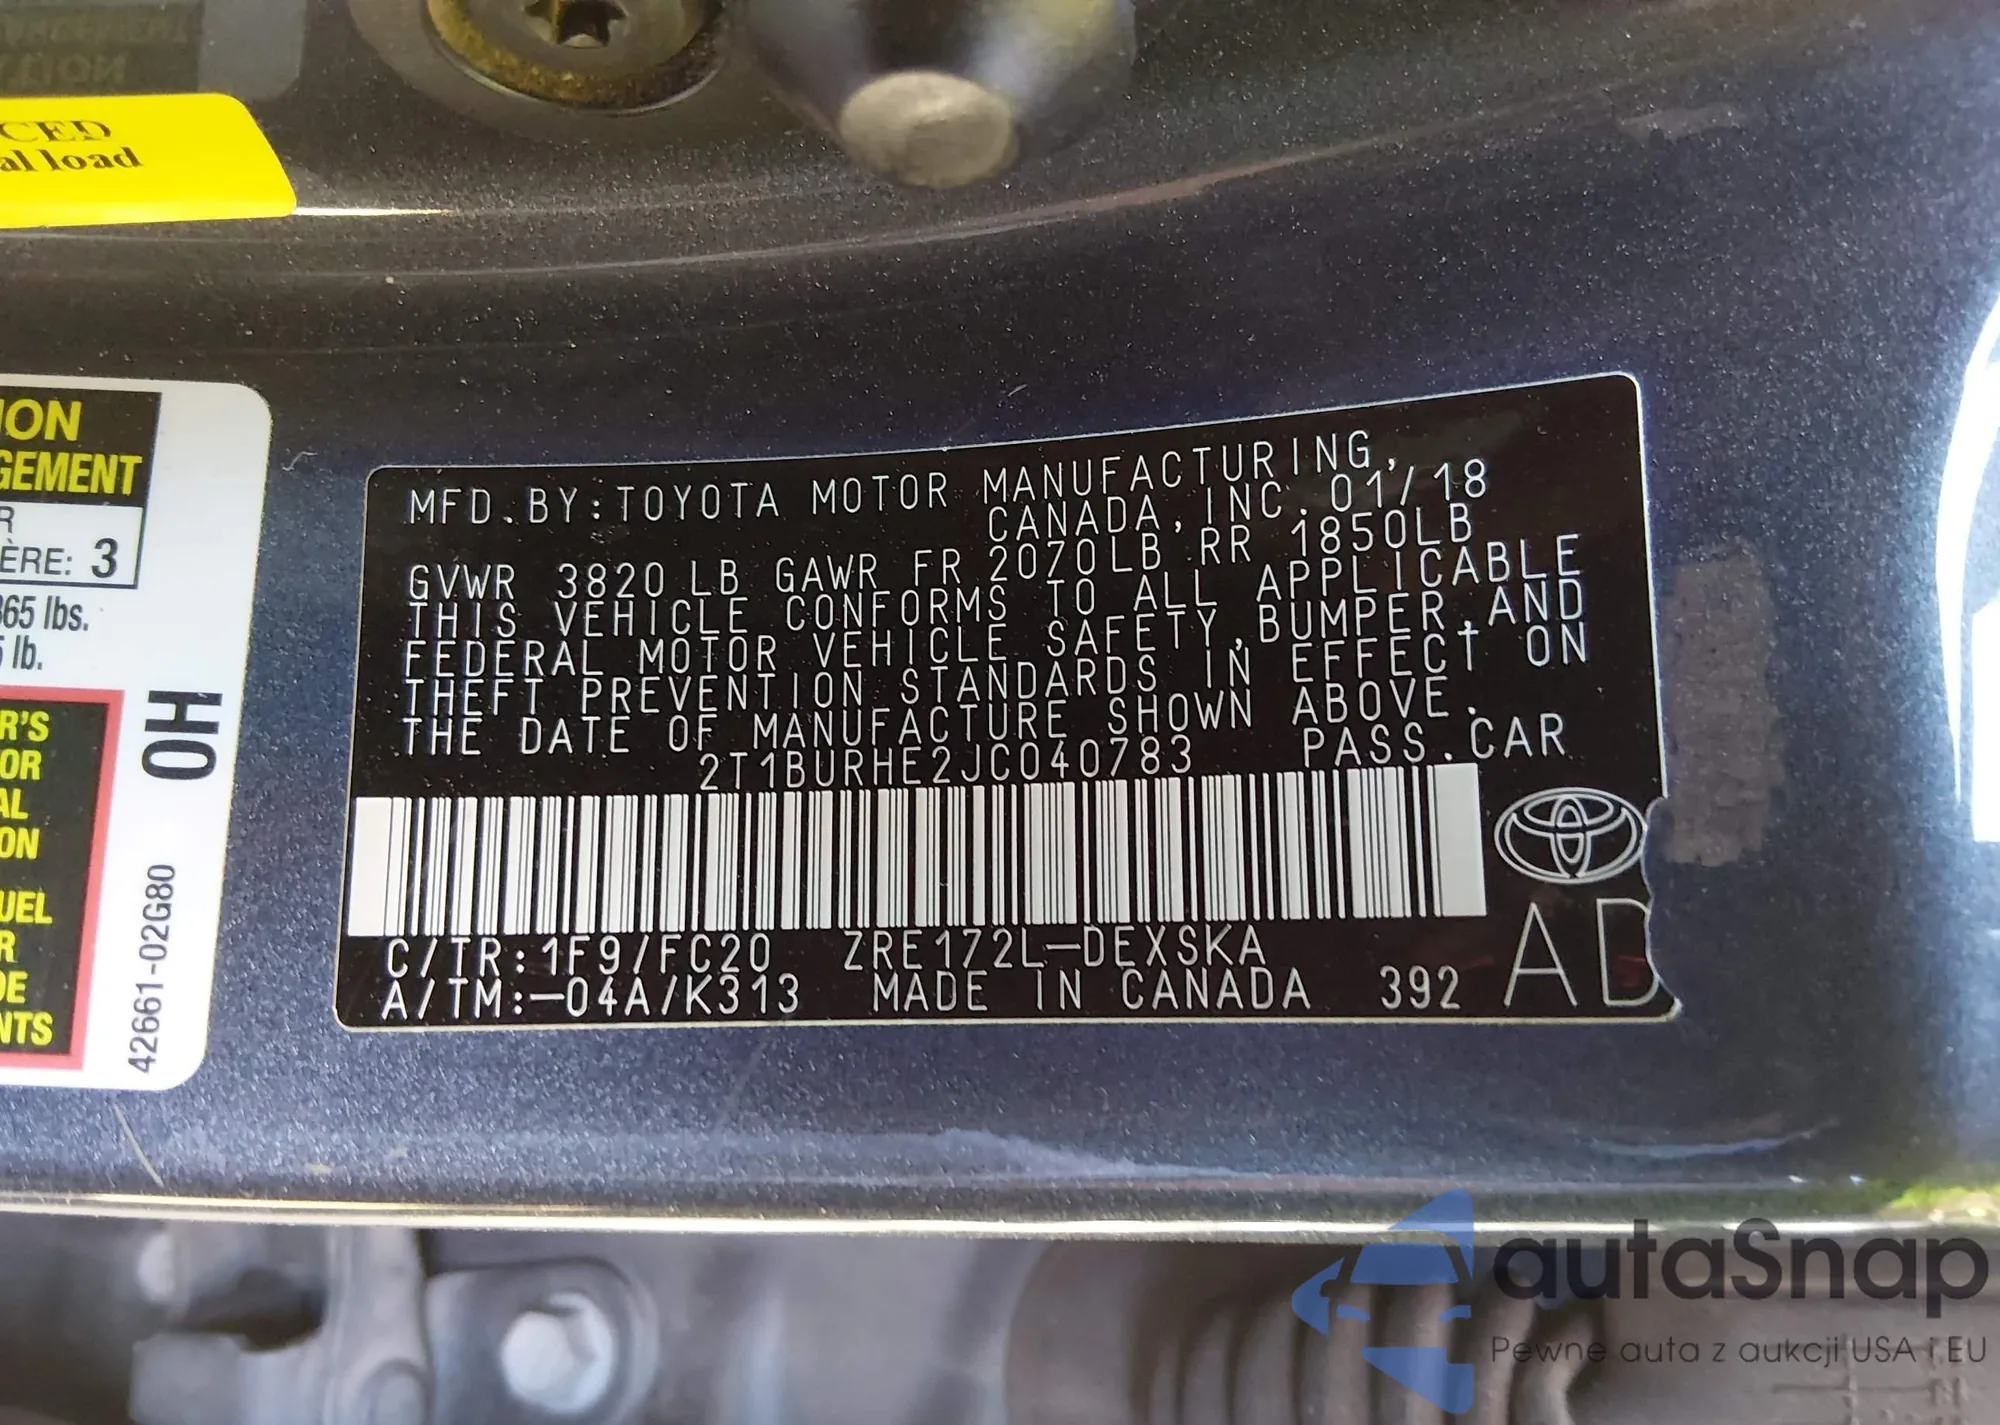 CED
al load
ION
GEMENT
R
ÈRE: 3
365 lbs.
5 lb.
R'S
OR
AL
ON
UEL
R
DE
NTS
OH
42661-02G80
MFD.BY:TOYOTA MOTOR MANUFACTURING,
CANADA,INC. 01/18
GVWR 3820LB GAWR FR 2070LB RR 1850LB
THIS VEHICLE CONFORMS TO ALL APPLICABLE
FEDERAL MOTOR VEHICLE SAFETY,BUMPER,AND
THEFT PREVENTION STANDARDS IN EFFECT ON
THE DATE OF MANUFACTURE SHOWN ABOVE.
2T1BURHE2JC040783 PASS.CAR
C/TR:1F9/FC20 ZRE172L-DEXSKA
A/TM:-04A/K313 MADE IN CANADA 392
AD
autaSnap
Pewne auta z aukcji USA i EU